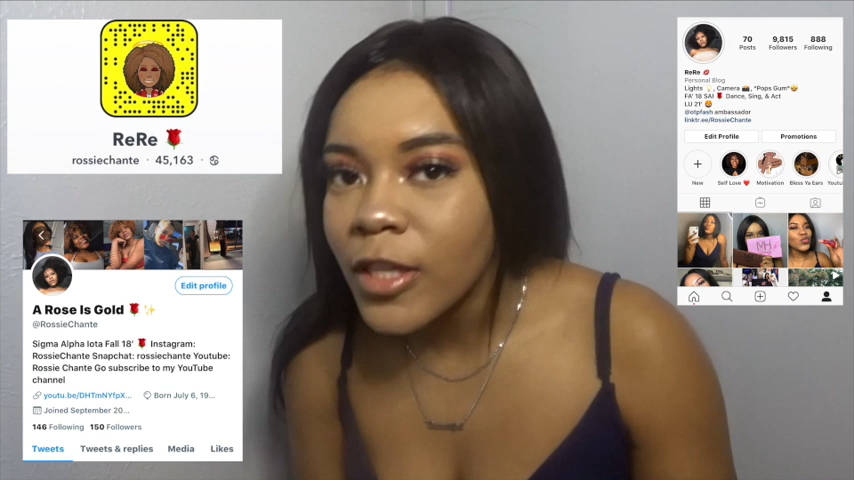 ReRe 🌹
rossiechante · 45,163 ·
A Rose Is Gold 🌹✨
@RossieChante
Edit profile
Sigma Alpha Iota Fall 18' 🌹 Instagram:
RossieChante Snapchat: rossiechante Youtube:
Rossie Chante Go subscribe to my YouTube
channel
youtu.be/DHTmNYfpX... Born July 6, 19...
Joined September 20...
146 Following 150 Followers
Tweets Tweets & replies Media Likes
70 9,815 888
Posts Followers Following
ReRe 💋
Personal Blog
Lights 💡, Camera 📸, *Pops Gum*
FA' 18 SAI 🌹 Dance, Sing, & Act
LU 21'
@otpfash ambassador
linktr.ee/RossieChante
Edit Profile Promotions
New Self Love ❤️ Motivation Bless Ya Ears Youtu